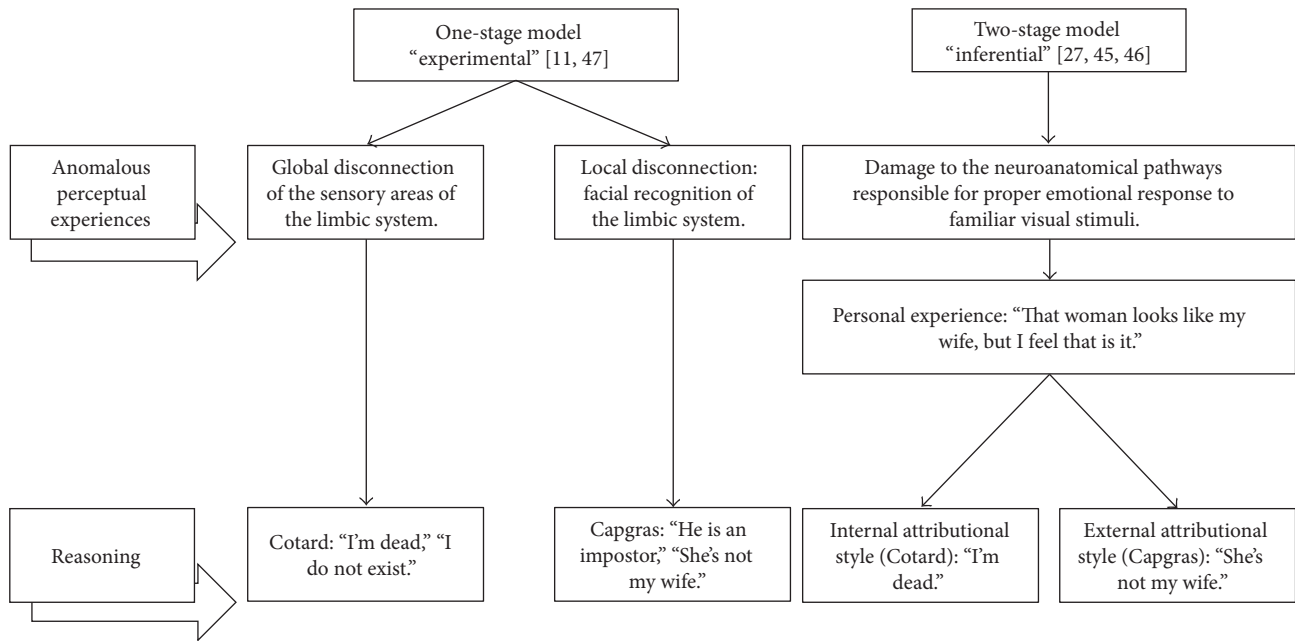 One-stage model
“experimental” [11, 47]
Two-stage model
“inferential” [27, 45, 46]
Anomalous
perceptual
experiences
Global disconnection
of the sensory areas of
the limbic system.
Local disconnection:
facial recognition of
the limbic system.
Damage to the neuroanatomical pathways
responsible for proper emotional response to
familiar visual stimuli.
Personal experience: “That woman looks like my
wife, but I feel that is it.”
Reasoning
Cotard: “I’m dead,” “I
do not exist.”
Capgras: “He is an
impostor,” “She’s not
my wife.”
Internal attributional
style (Cotard): “I’m
dead.”
External attributional
style (Capgras): “She’s
not my wife.”